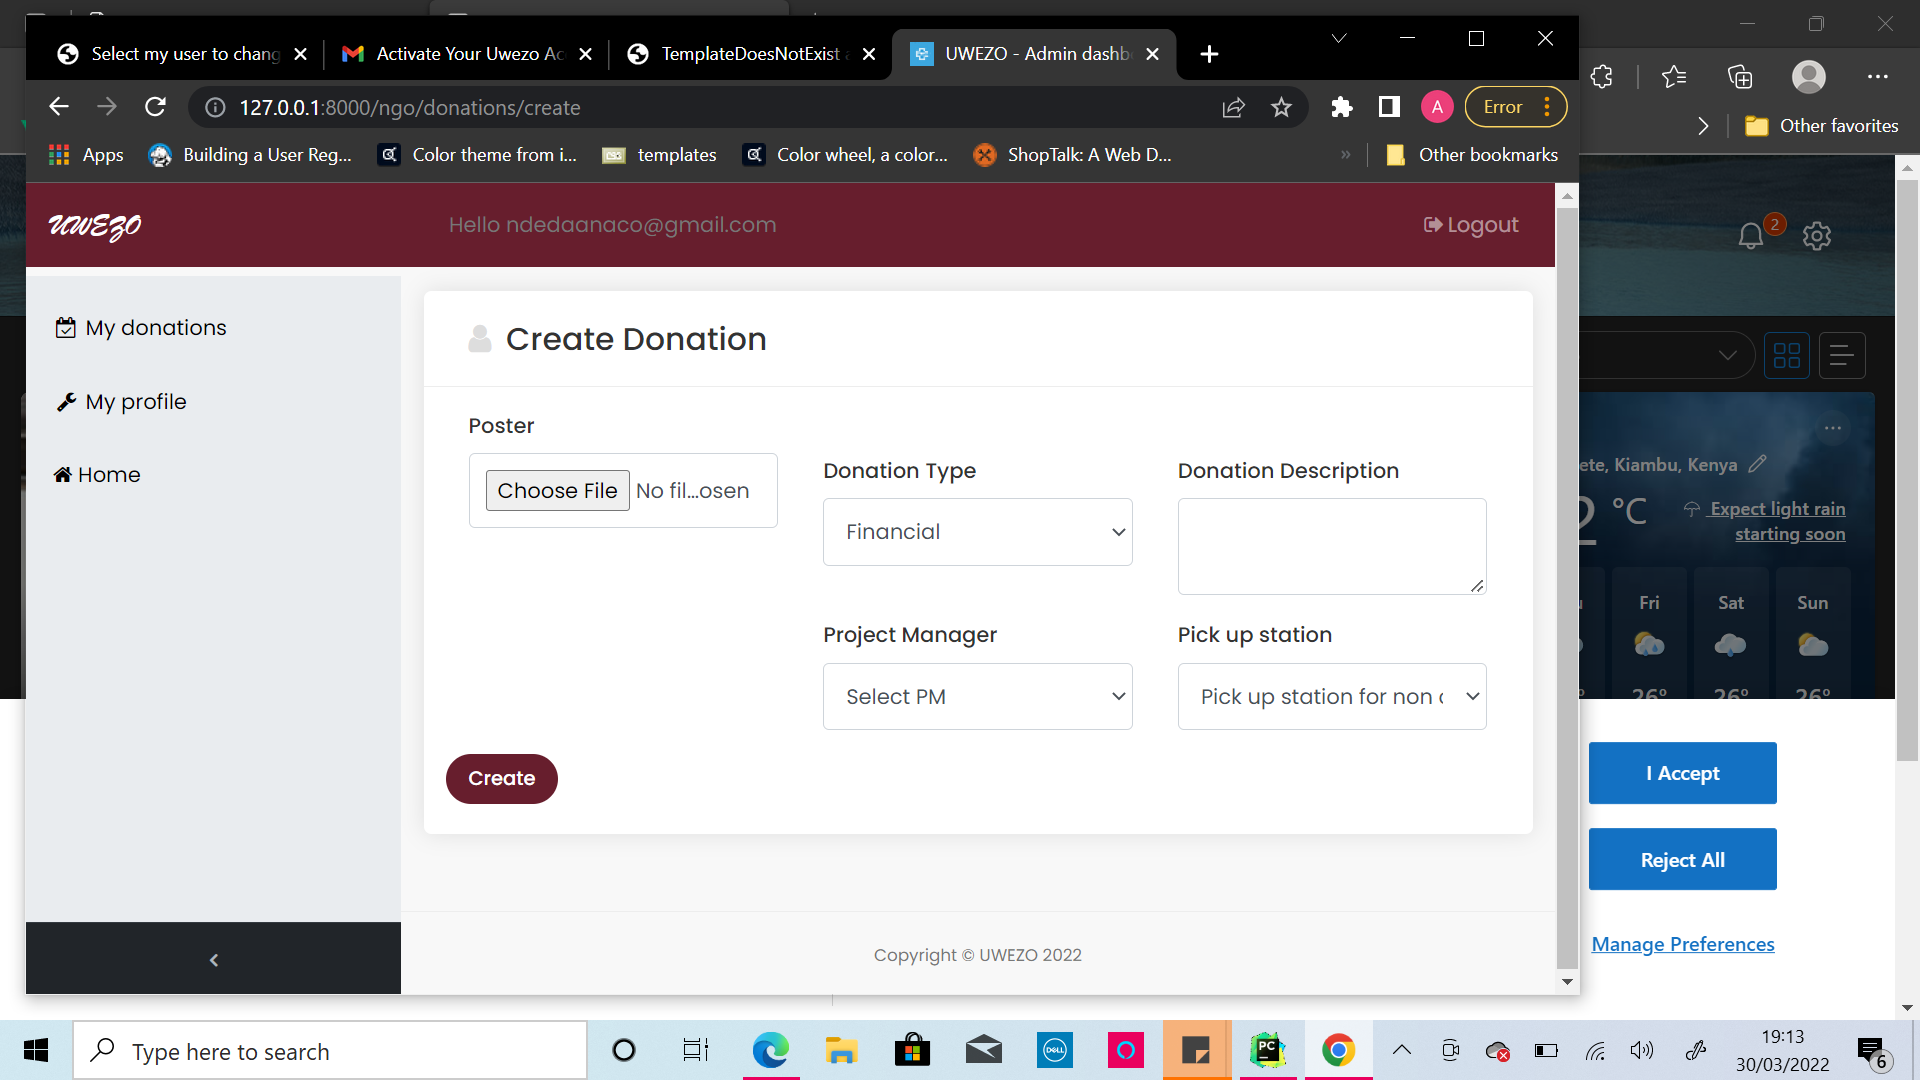 Select my user to chang
Activate Your Uwezo Ac
TemplateDoesNotExist a
UWEZO - Admin dashb
127.0.0.1:8000/ngo/donations/create
A
Error
Apps
Building a User Reg...
Color theme from i...
templates
Color wheel, a color...
ShopTalk: A Web D...
»
Other bookmarks
Other favorites
UWEZO
Hello ndedaanaco@gmail.com
Logout
2
My donations
My profile
Home
Create Donation
Poster
Choose File No fil...osen
Donation Type
Financial
Donation Description
Project Manager
Select PM
Pick up station
Pick up station for non
Create
Copyright © UWEZO 2022
ete, Kiambu, Kenya
2 °C
Expect light rain
starting soon
Fri
Sat
Sun
26°
26°
26°
I Accept
Reject All
Manage Preferences
Type here to search
DELL
PC
19:13
30/03/2022
6